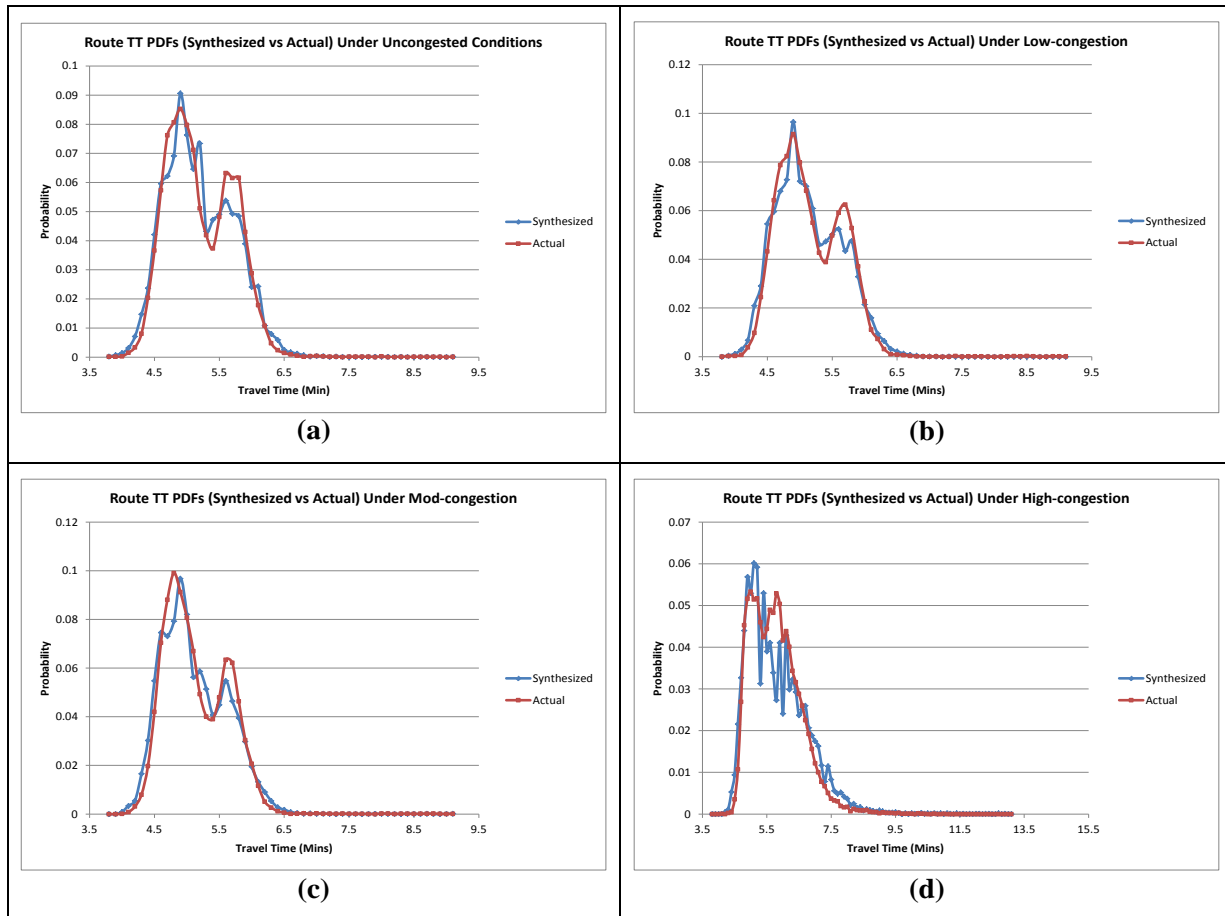 Route TT PDFs (Synthesized vs Actual) Under Uncongested Conditions
0.1
0.09
0.08
0.07
0.06
0.05
0.04
0.03
0.02
0.01
0
Probability
3.5 4.5 5.5 6.5 7.5 8.5 9.5
Travel Time (Min)
Synthesized
Actual
(a)
Route TT PDFs (Synthesized vs Actual) Under Low-congestion
0.12
0.1
0.08
0.06
0.04
0.02
0
Probability
3.5 4.5 5.5 6.5 7.5 8.5 9.5
Travel Time (Mins)
Synthesized
Actual
(b)
Route TT PDFs (Synthesized vs Actual) Under Mod-congestion
0.12
0.1
0.08
0.06
0.04
0.02
0
Probability
3.5 4.5 5.5 6.5 7.5 8.5 9.5
Travel Time (Mins)
Synthesized
Actual
(c)
Route TT PDFs (Synthesized vs Actual) Under High-congestion
0.07
0.06
0.05
0.04
0.03
0.02
0.01
0
Probability
3.5 5.5 7.5 9.5 11.5 13.5 15.5
Travel Time (Mins)
Synthesized
Actual
(d)